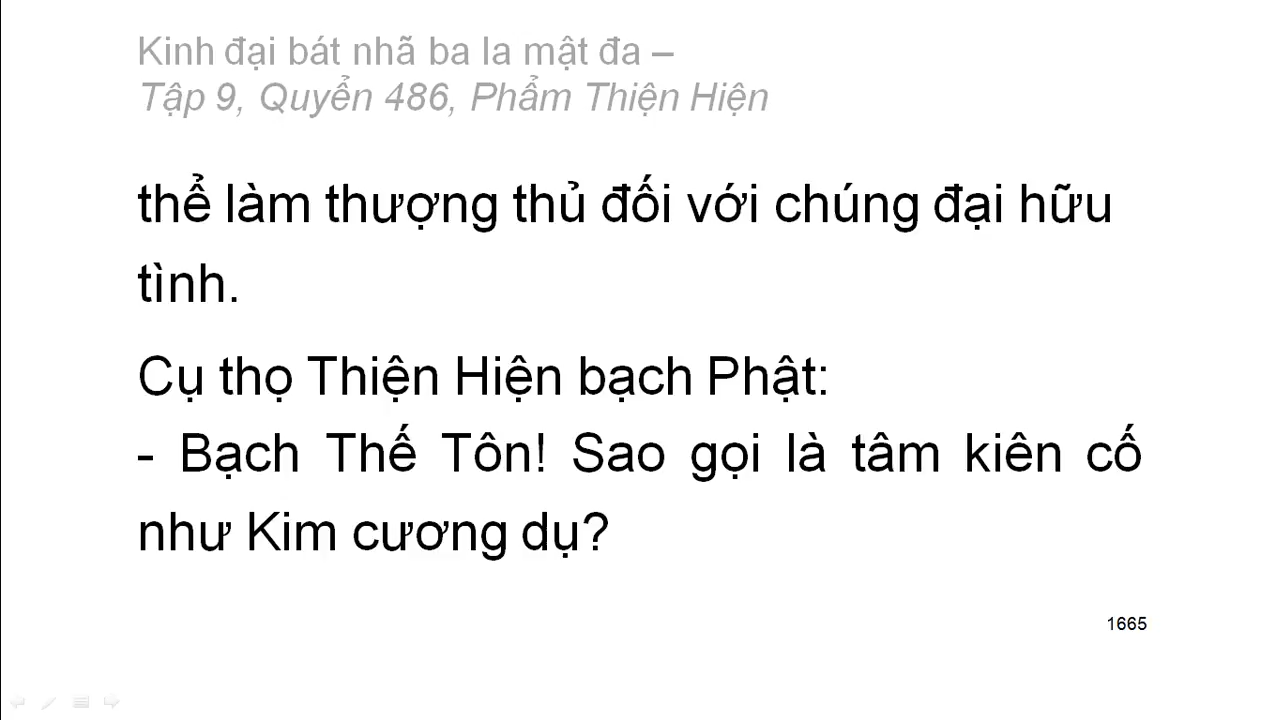 Kinh đại bát nhã ba la mật đa –
Tập 9, Quyển 486, Phẩm Thiện Hiện
thể làm thượng thủ đối với chúng đại hữu
tình.
Cụ thọ Thiện Hiện bạch Phật:
- Bạch Thế Tôn! Sao gọi là tâm kiên cố
như Kim cương dụ?
1665